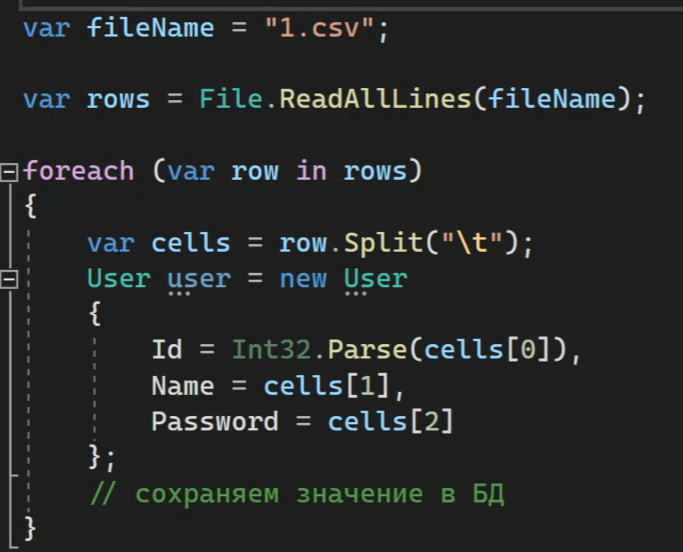 var fileName = "1.csv";
var rows = File.ReadAllLines(fileName);
foreach (var row in rows)
{
var cells = row.Split("\t");
User user = new User
{
Id = Int32.Parse(cells[0]),
Name = cells[1],
Password = cells[2]
};
// сохраняем значение в БД
}